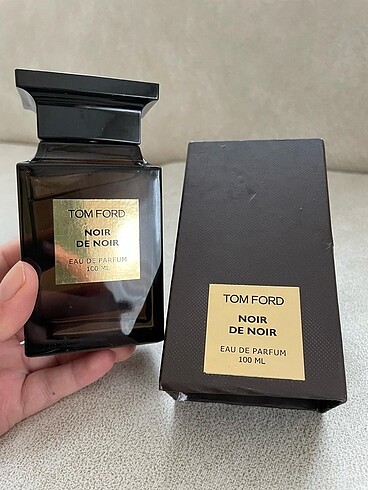 TOM FORD
NOIR
DE NOIR
EAU DE PARFUM
100 ML
TOM FORD
NOIR
DE NOIR
EAU DE PARFUM
100 ML